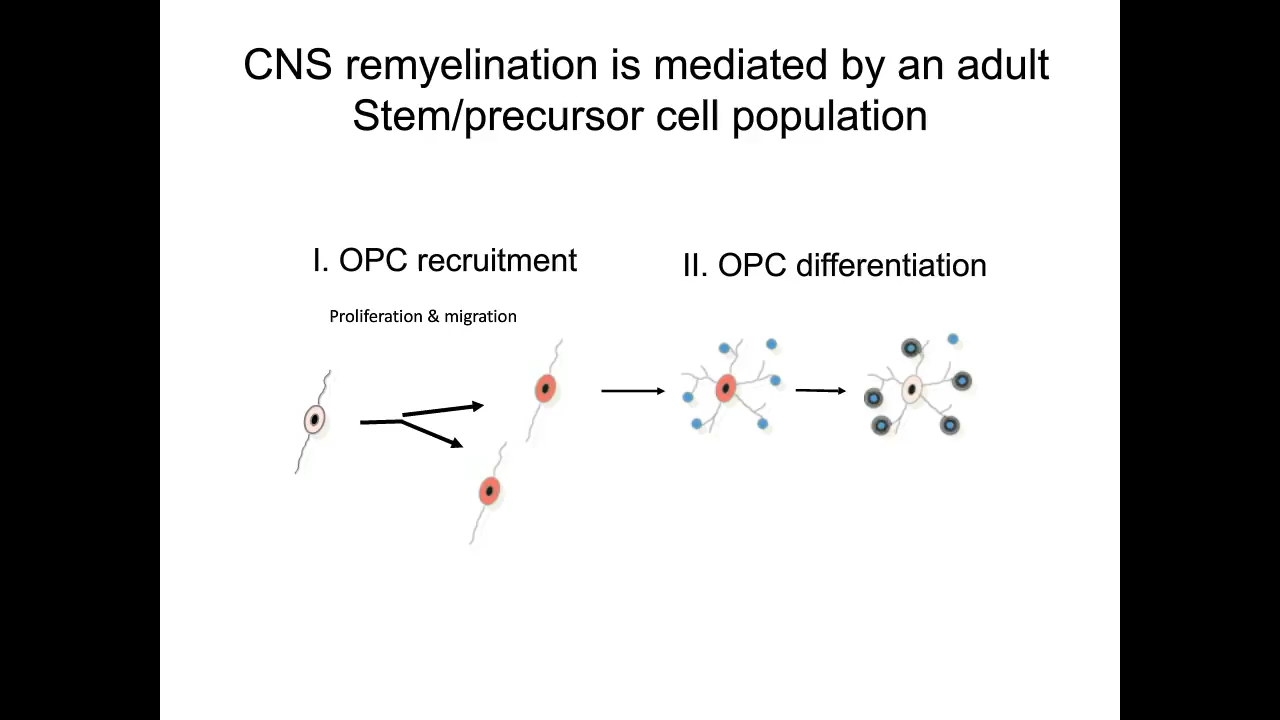 CNS remyelination is mediated by an adult
Stem/precursor cell population
I. OPC recruitment
II. OPC differentiation
Proliferation & migration